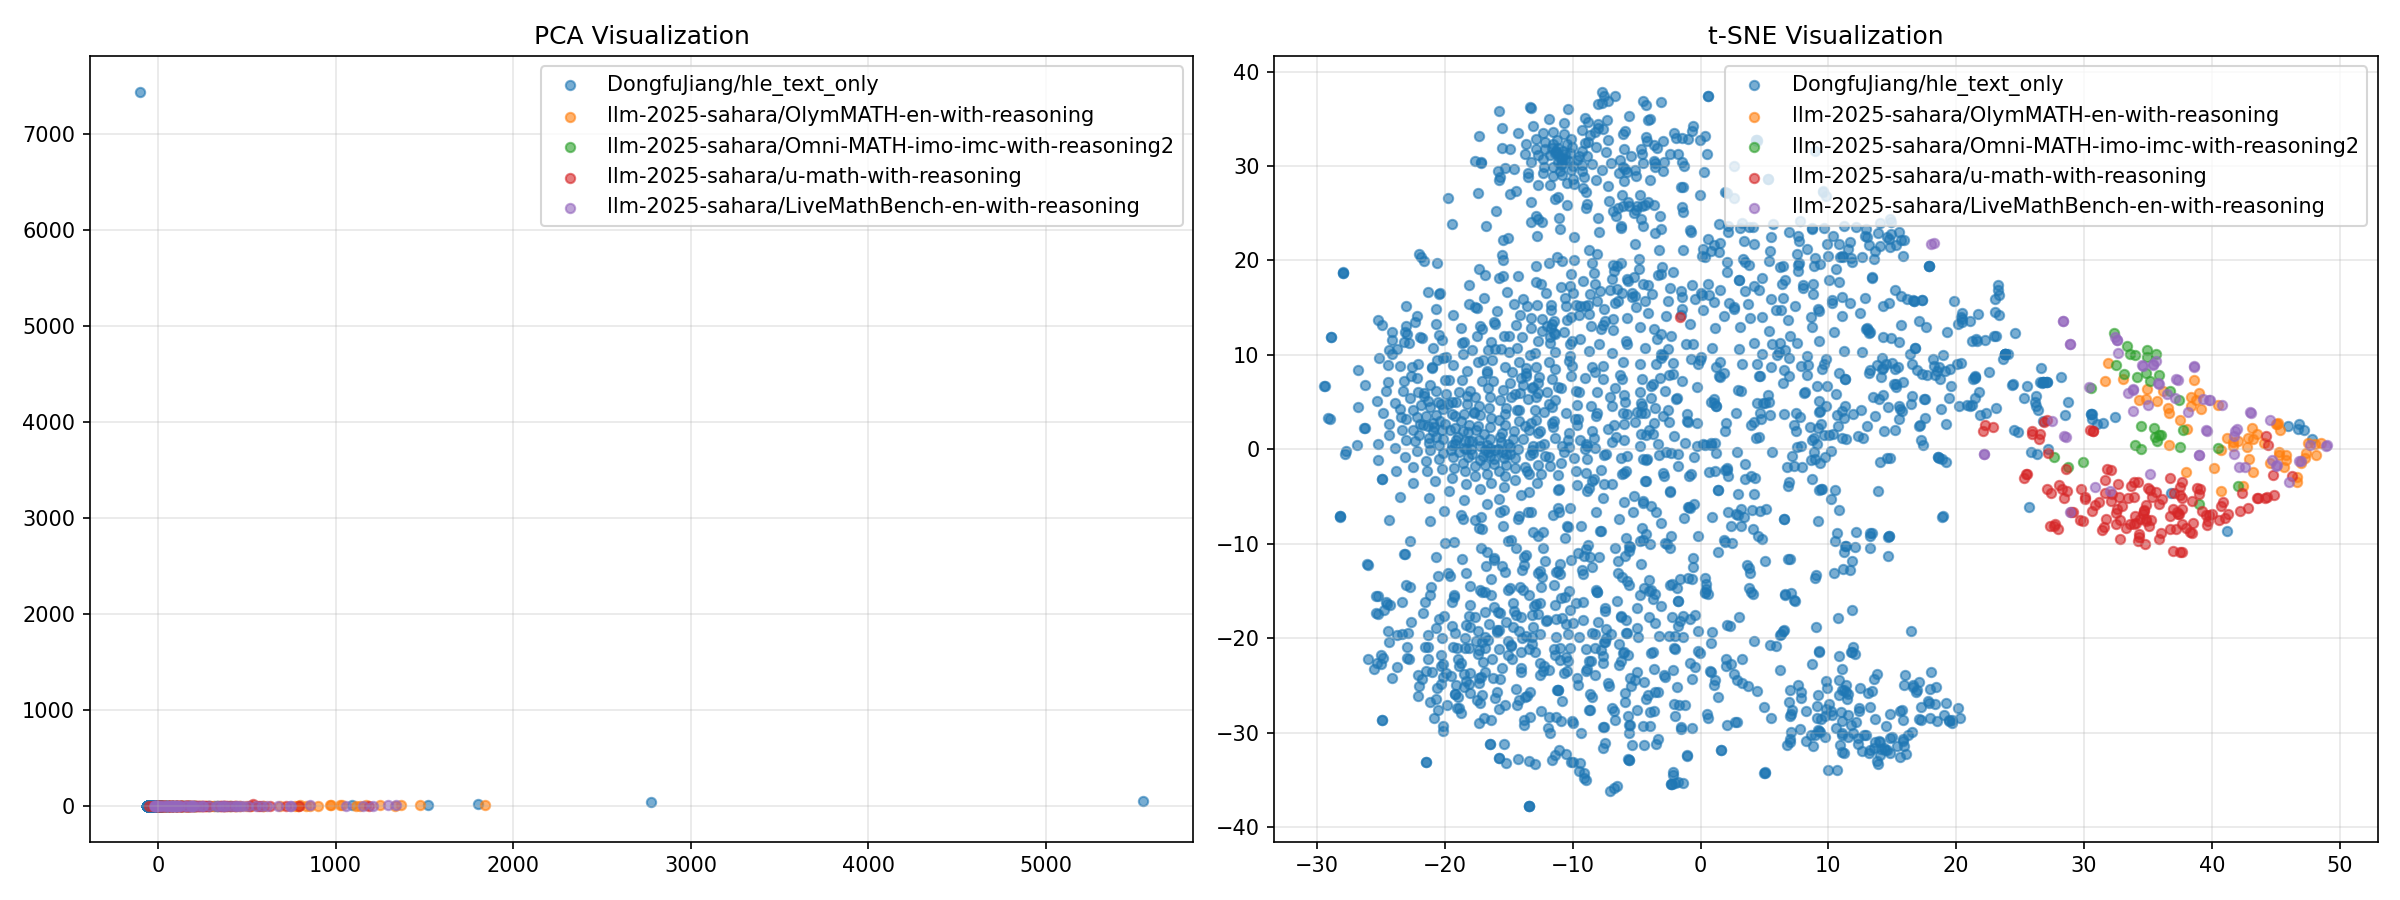 PCA Visualization
DongfuJiang/hle_text_only
llm-2025-sahara/OlymMATH-en-with-reasoning
llm-2025-sahara/Omni-MATH-imo-imc-with-reasoning2
llm-2025-sahara/u-math-with-reasoning
llm-2025-sahara/LiveMathBench-en-with-reasoning
7000
6000
5000
4000
3000
2000
1000
0
0 1000 2000 3000 4000 5000
t-SNE Visualization
DongfuJiang/hle_text_only
llm-2025-sahara/OlymMATH-en-with-reasoning
llm-2025-sahara/Omni-MATH-imo-imc-with-reasoning2
llm-2025-sahara/u-math-with-reasoning
llm-2025-sahara/LiveMathBench-en-with-reasoning
40
30
20
10
0
−10
−20
−30
−40
−30 −20 −10 0 10 20 30 40 50